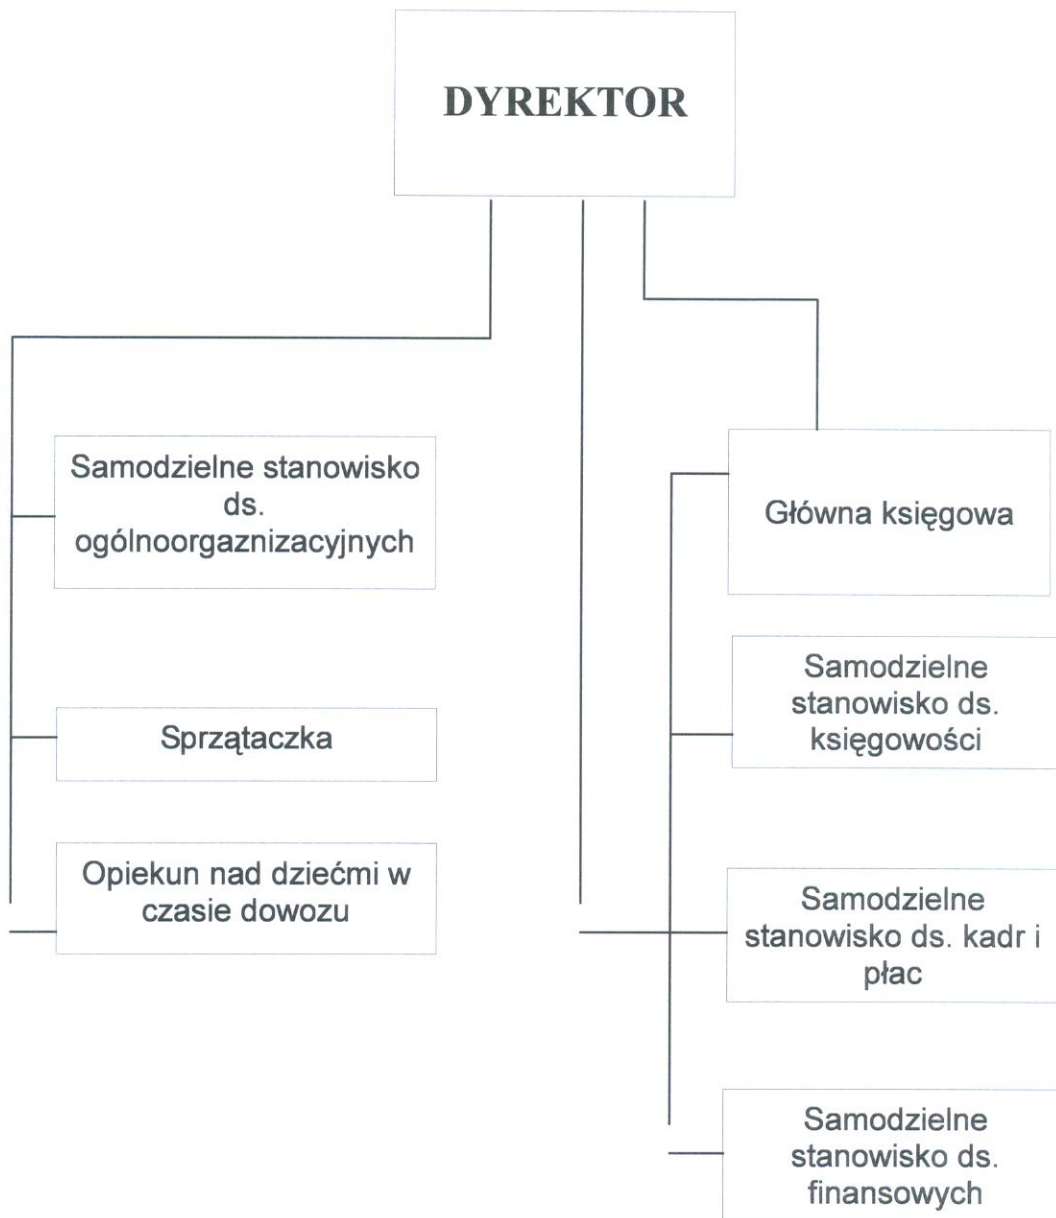 DYREKTOR
Samodzielne stanowisko
ds.
ogólnoorgaznizacyjnych
Sprzątaczka
Opiekun nad dziećmi w
czasie dowozu
Główna księgowa
Samodzielne
stanowisko ds.
księgowości
Samodzielne
stanowisko ds. kadr i
płac
Samodzielne
stanowisko ds.
finansowych